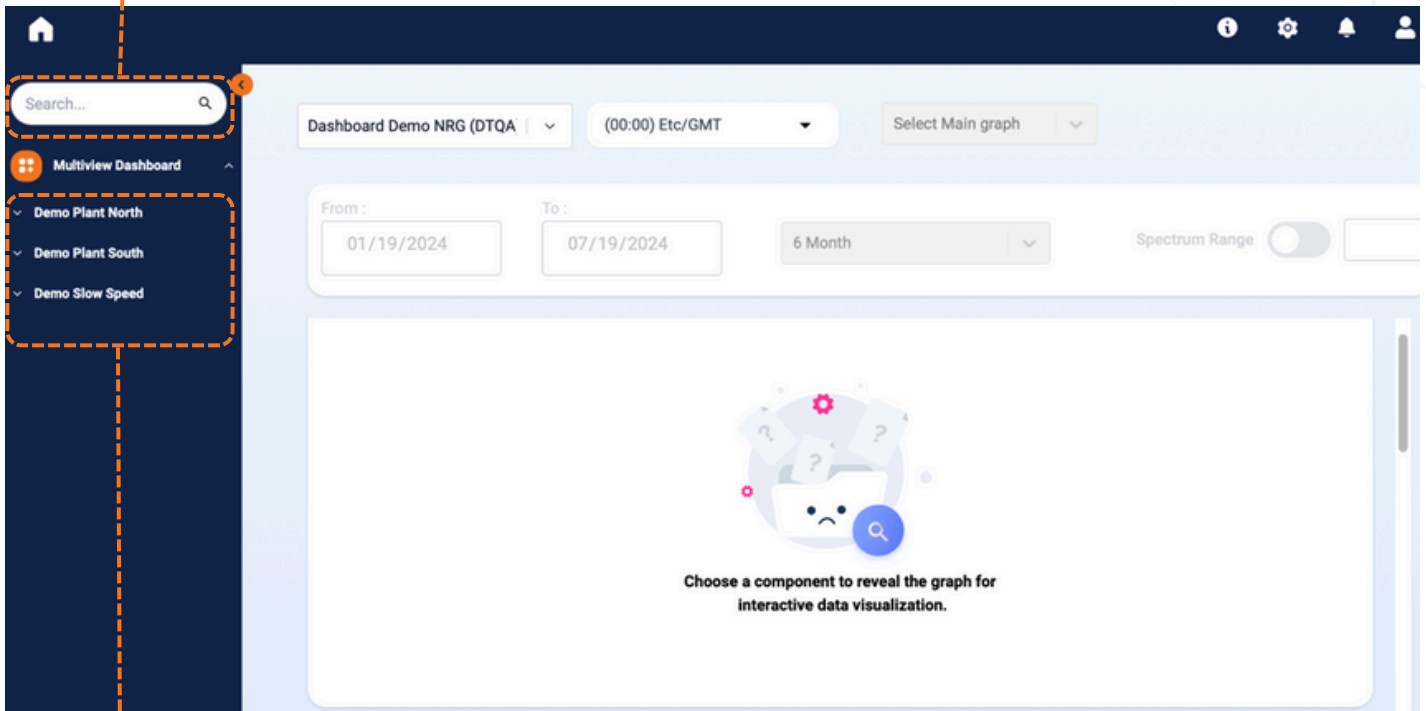 Search...
Dashboard Demo NRG (DTQA
(00:00) Etc/GMT
Select Main graph
Multiview Dashboard
Demo Plant North
Demo Plant South
Demo Slow Speed
From :
To :
01/19/2024
07/19/2024
6 Month
Spectrum Range
?
?
?
Choose a component to reveal the graph for
interactive data visualization.